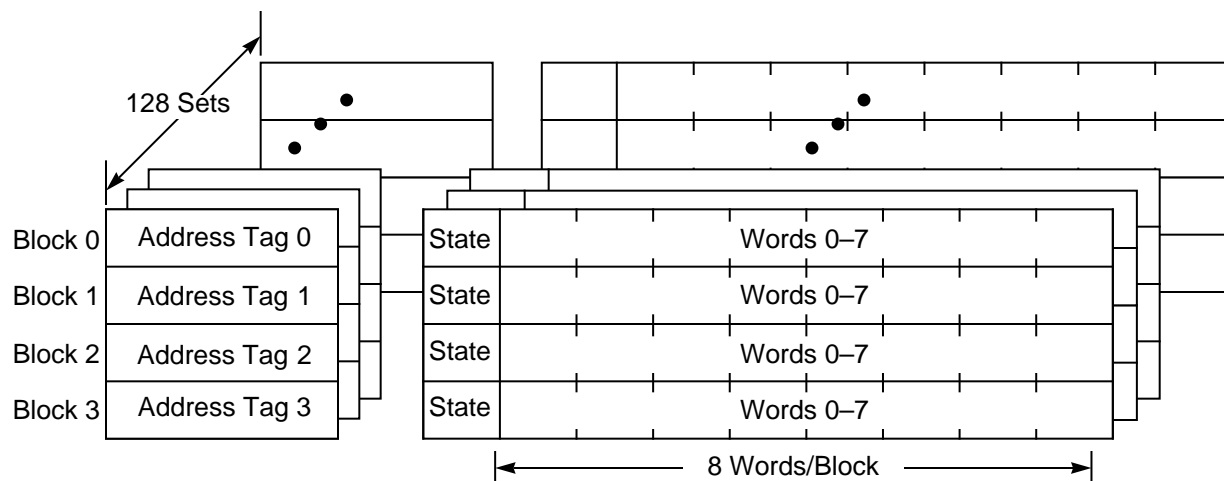 128 Sets
Block 0 Address Tag 0 State Words 0–7
Block 1 Address Tag 1 State Words 0–7
Block 2 Address Tag 2 State Words 0–7
Block 3 Address Tag 3 State Words 0–7
8 Words/Block